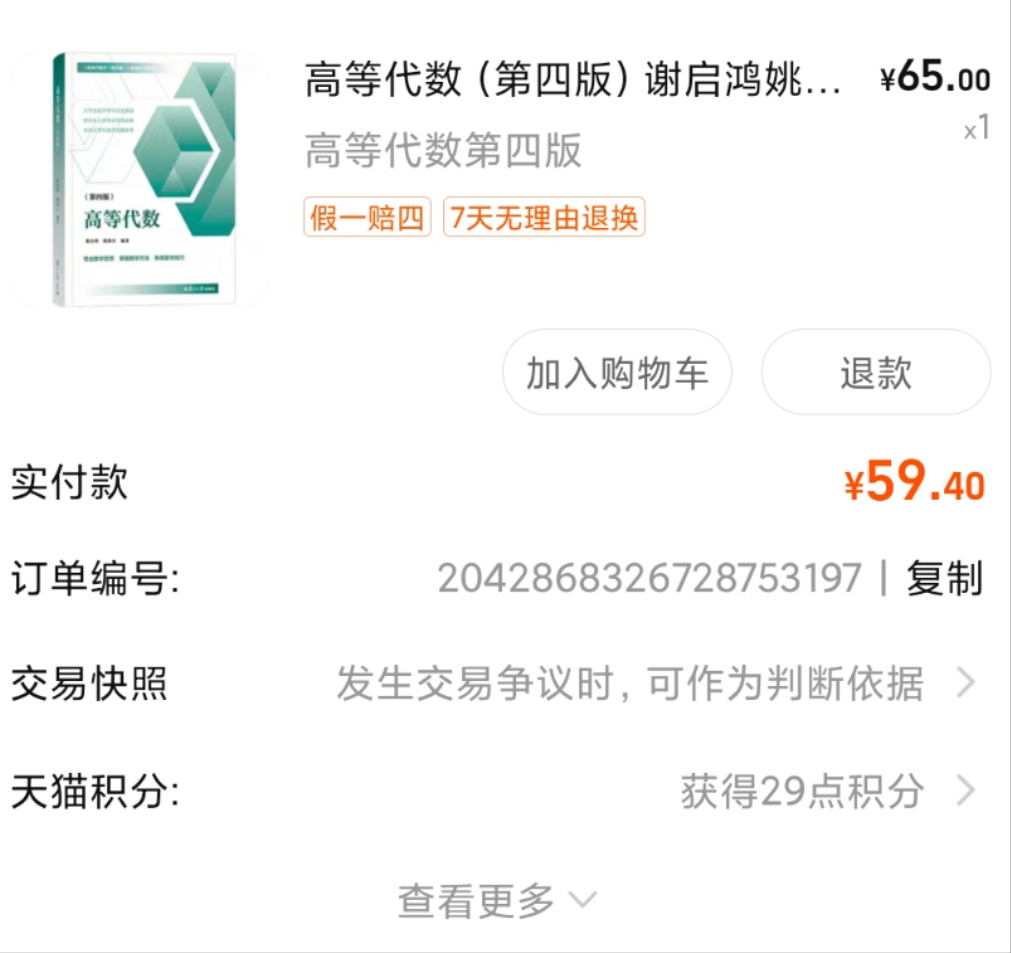 高等代数（第四版）谢启鸿姚... ¥65.00
高等代数第四版 x1
假一赔四 7天无理由退换
（第四版）
高等代数
加入购物车 退款
实付款 ¥59.40
订单编号: 2042868326728753197 | 复制
交易快照 发生交易争议时，可作为判断依据
天猫积分: 获得29点积分
查看更多